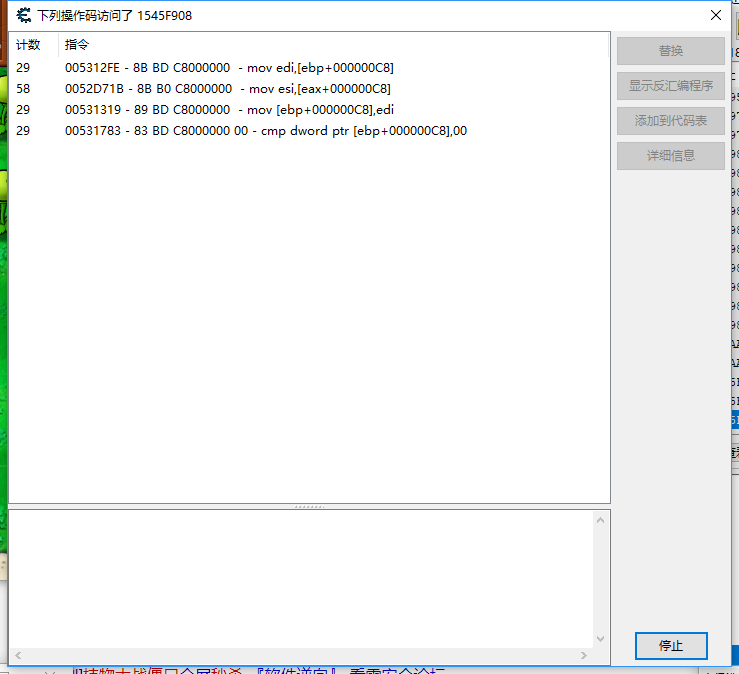 下列操作码访问了 1545F908
计数 指令
29 005312FE - 8B BD C8000000 - mov edi,[ebp+000000C8]
58 0052D71B - 8B B0 C8000000 - mov esi,[eax+000000C8]
29 00531319 - 89 BD C8000000 - mov [ebp+000000C8],edi
29 00531783 - 83 BD C8000000 00 - cmp dword ptr [ebp+000000C8],00
替换
显示反汇编程序
添加到代码表
详细信息
停止